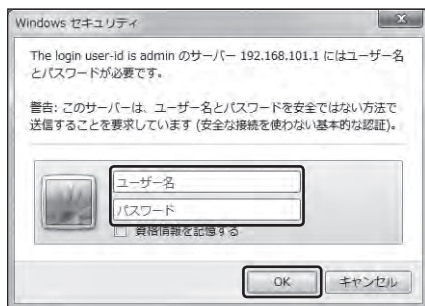 Windows セキュリティ
The login user-id is admin のサーバー 192.168.101.1 にはユーザー名
とパスワードが必要です。
警告: このサーバーは、ユーザー名とパスワードを安全ではない方法で
送信することを要求しています (安全な接続を使わない基本的な認証)。
ユーザー名
パスワード
資格情報を記憶する
OK
キャンセル